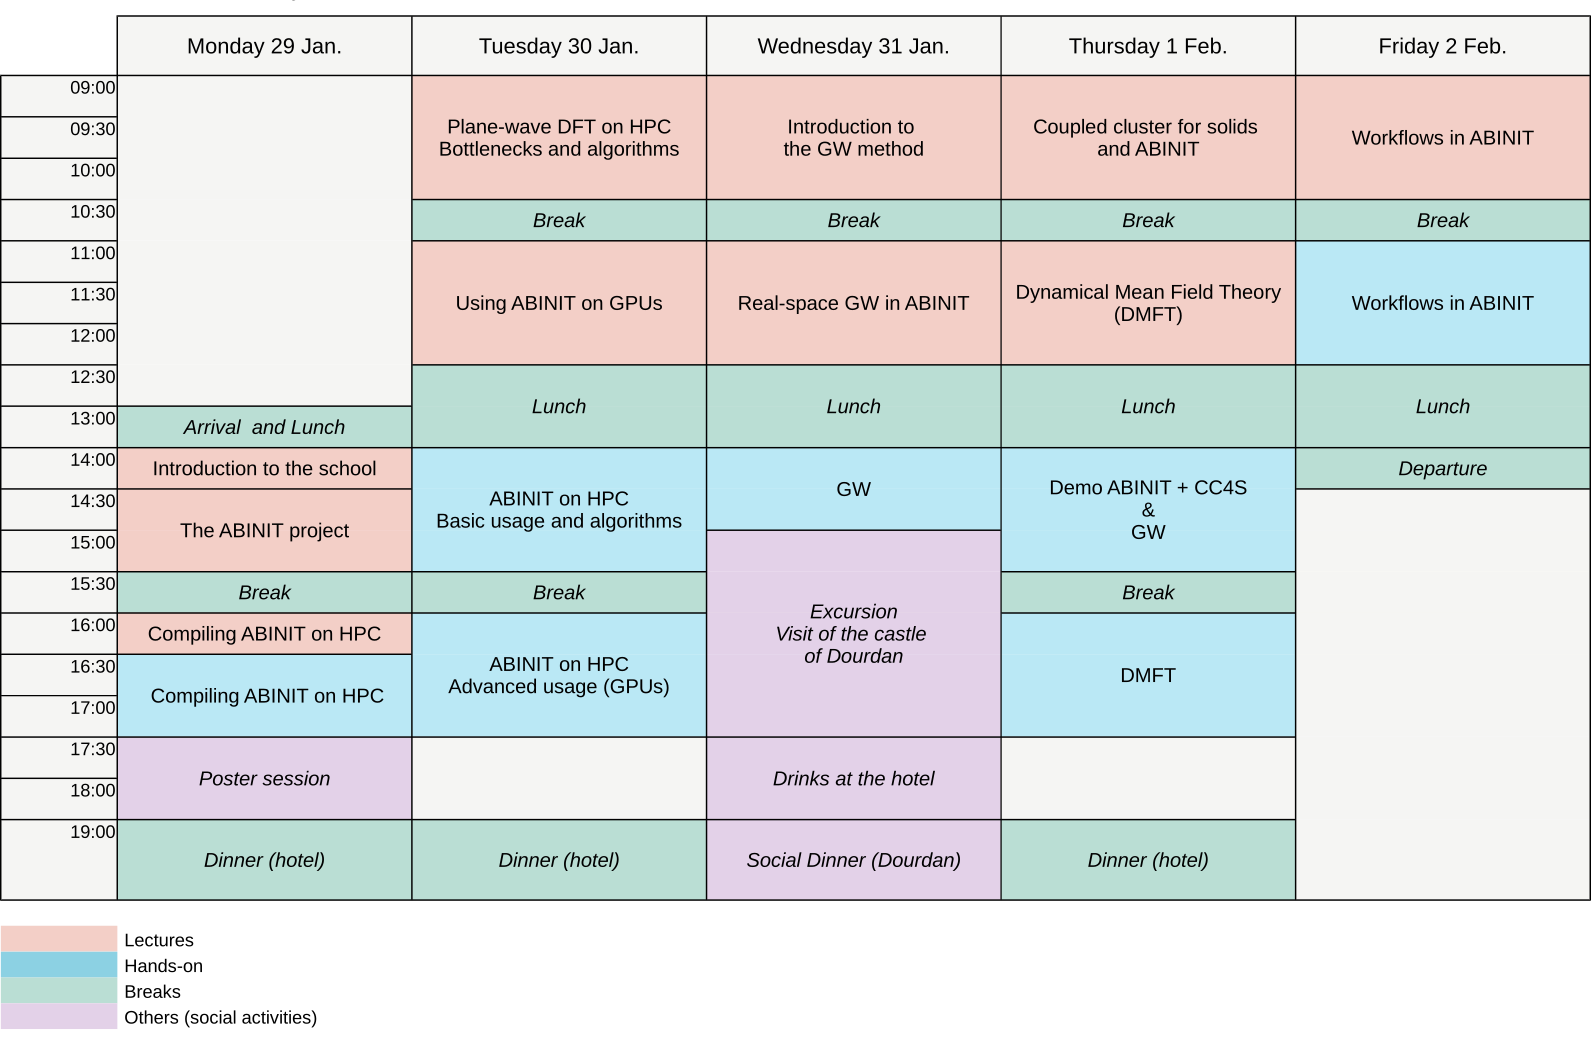 Monday 29 Jan.
Tuesday 30 Jan.
Wednesday 31 Jan.
Thursday 1 Feb.
Friday 2 Feb.
09:00
09:30
10:00
Plane-wave DFT on HPC
Bottlenecks and algorithms
Introduction to
the GW method
Coupled cluster for solids
and ABINIT
Workflows in ABINIT
10:30
Break
Break
Break
Break
11:00
11:30
12:00
Using ABINIT on GPUs
Real-space GW in ABINIT
Dynamical Mean Field Theory
(DMFT)
Workflows in ABINIT
12:30
13:00
Arrival  and Lunch
Lunch
Lunch
Lunch
Lunch
14:00
Introduction to the school
14:30
15:00
The ABINIT project
ABINIT on HPC
Basic usage and algorithms
GW
Demo ABINIT + CC4S
&
GW
Departure
15:30
Break
Break
Excursion
Visit of the castle
of Dourdan
Break
16:00
Compiling ABINIT on HPC
16:30
17:00
Compiling ABINIT on HPC
ABINIT on HPC
Advanced usage (GPUs)
DMFT
17:30
18:00
Poster session
Drinks at the hotel
19:00
Dinner (hotel)
Dinner (hotel)
Social Dinner (Dourdan)
Dinner (hotel)
Lectures
Hands-on
Breaks
Others (social activities)